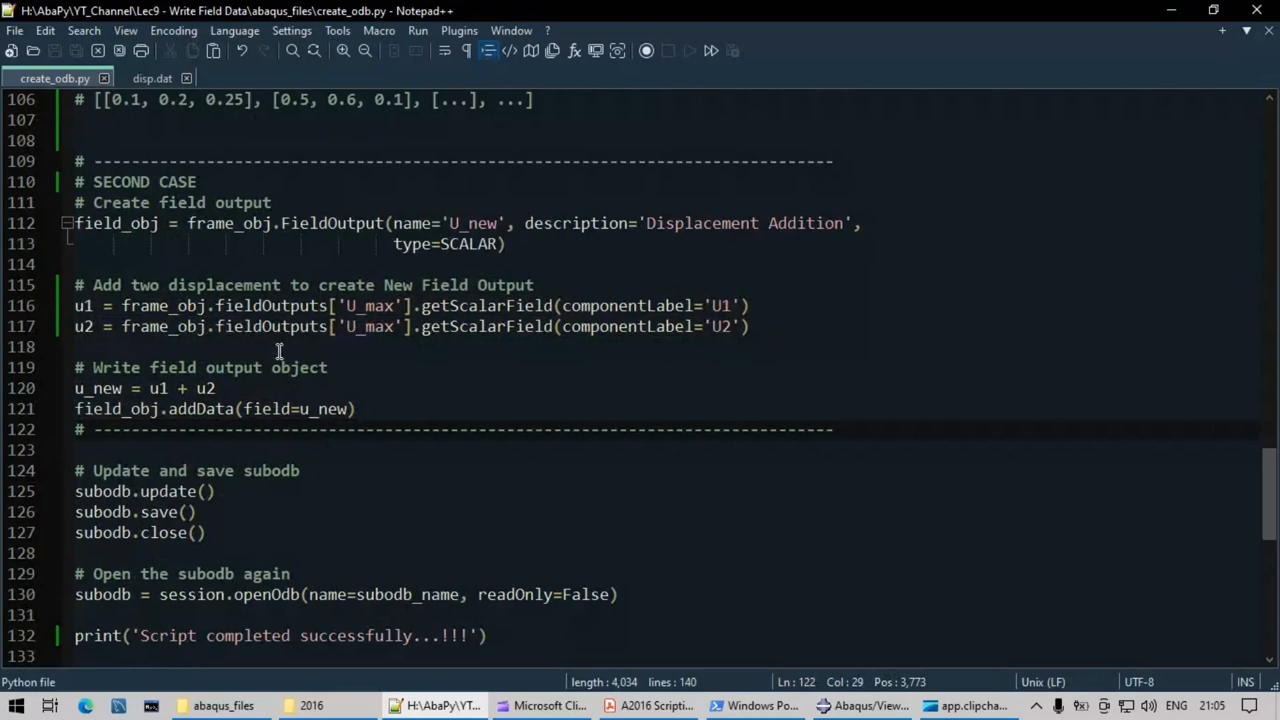 H:\AbaPy\YT_Channel\Lec9 - Write Field Data\abaqus_files\create_odb.py - Notepad++
File Edit Search View Encoding Language Settings Tools Macro Run Plugins Window ?
create_odb.py disp.dat
106 # [[0.1, 0.2, 0.25], [0.5, 0.6, 0.1], [...], ...]
107
108
109 # -------------------------------------------------------------------------------
110 # SECOND CASE
111 # Create field output
112 field_obj = frame_obj.FieldOutput(name='U_new', description='Displacement Addition',
113 type=SCALAR)
114
115 # Add two displacement to create New Field Output
116 u1 = frame_obj.fieldOutputs['U_max'].getScalarField(componentLabel='U1')
117 u2 = frame_obj.fieldOutputs['U_max'].getScalarField(componentLabel='U2')
118
119 # Write field output object
120 u_new = u1 + u2
121 field_obj.addData(field=u_new)
122 # -------------------------------------------------------------------------------
123
124 # Update and save subodb
125 subodb.update()
126 subodb.save()
127 subodb.close()
128
129 # Open the subodb again
130 subodb = session.openOdb(name=subodb_name, readOnly=False)
131
132 print('Script completed successfully...!!!')
133
Python file length : 4,034 lines : 140 Ln : 122 Col : 29 Pos : 3,773 Unix (LF) UTF-8 INS
abaqus_files 2016 H:\AbaPy\YT... Microsoft Cli... A2016 Scripti... Windows Po... Abaqus/View... app.clipcha... ENG 21:05